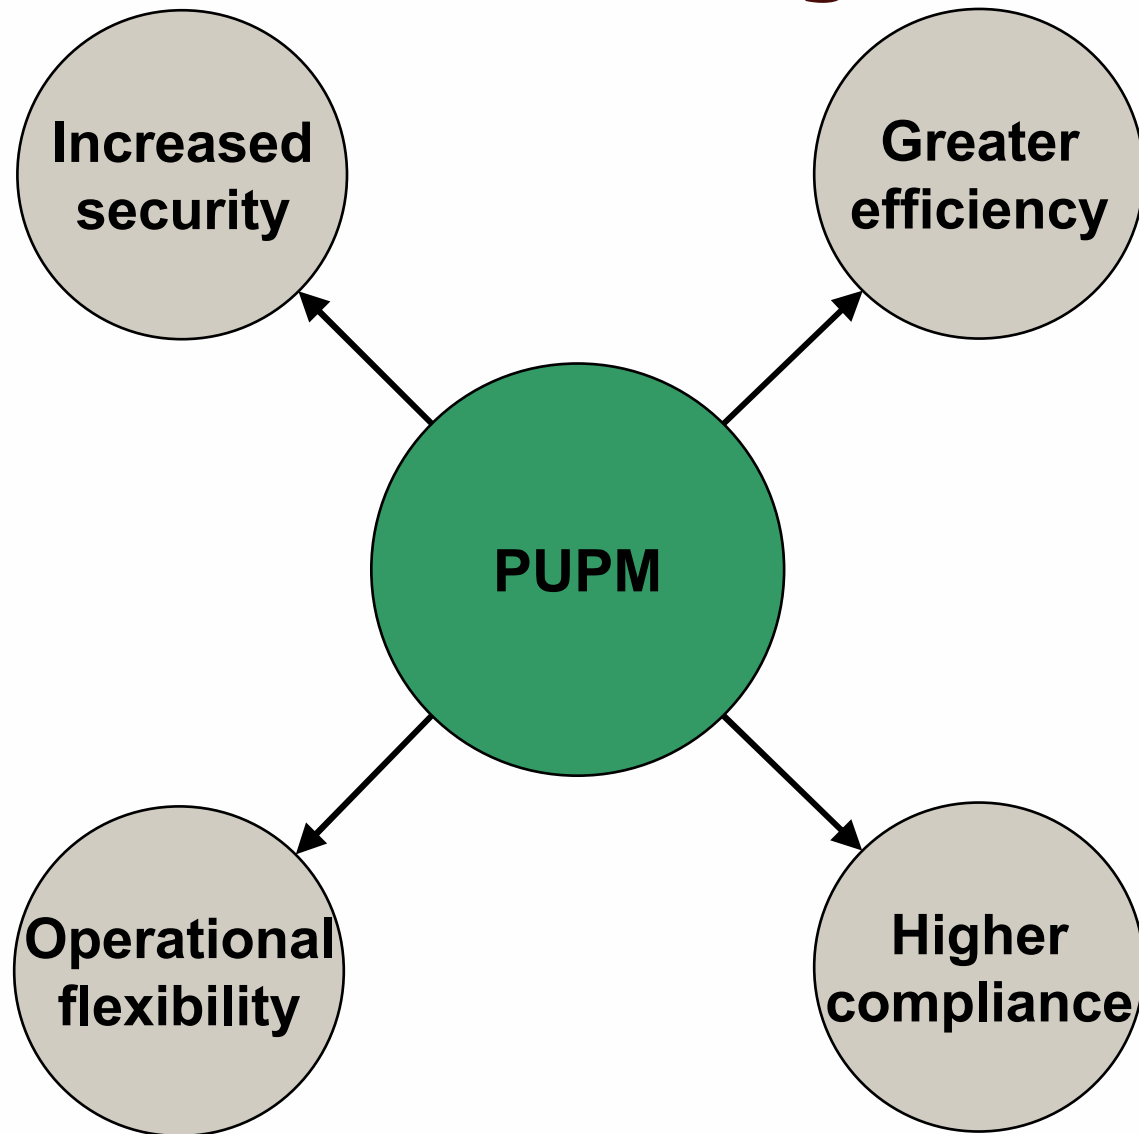 Increased
security
Greater
efficiency
PUPM
Operational
flexibility
Higher
compliance